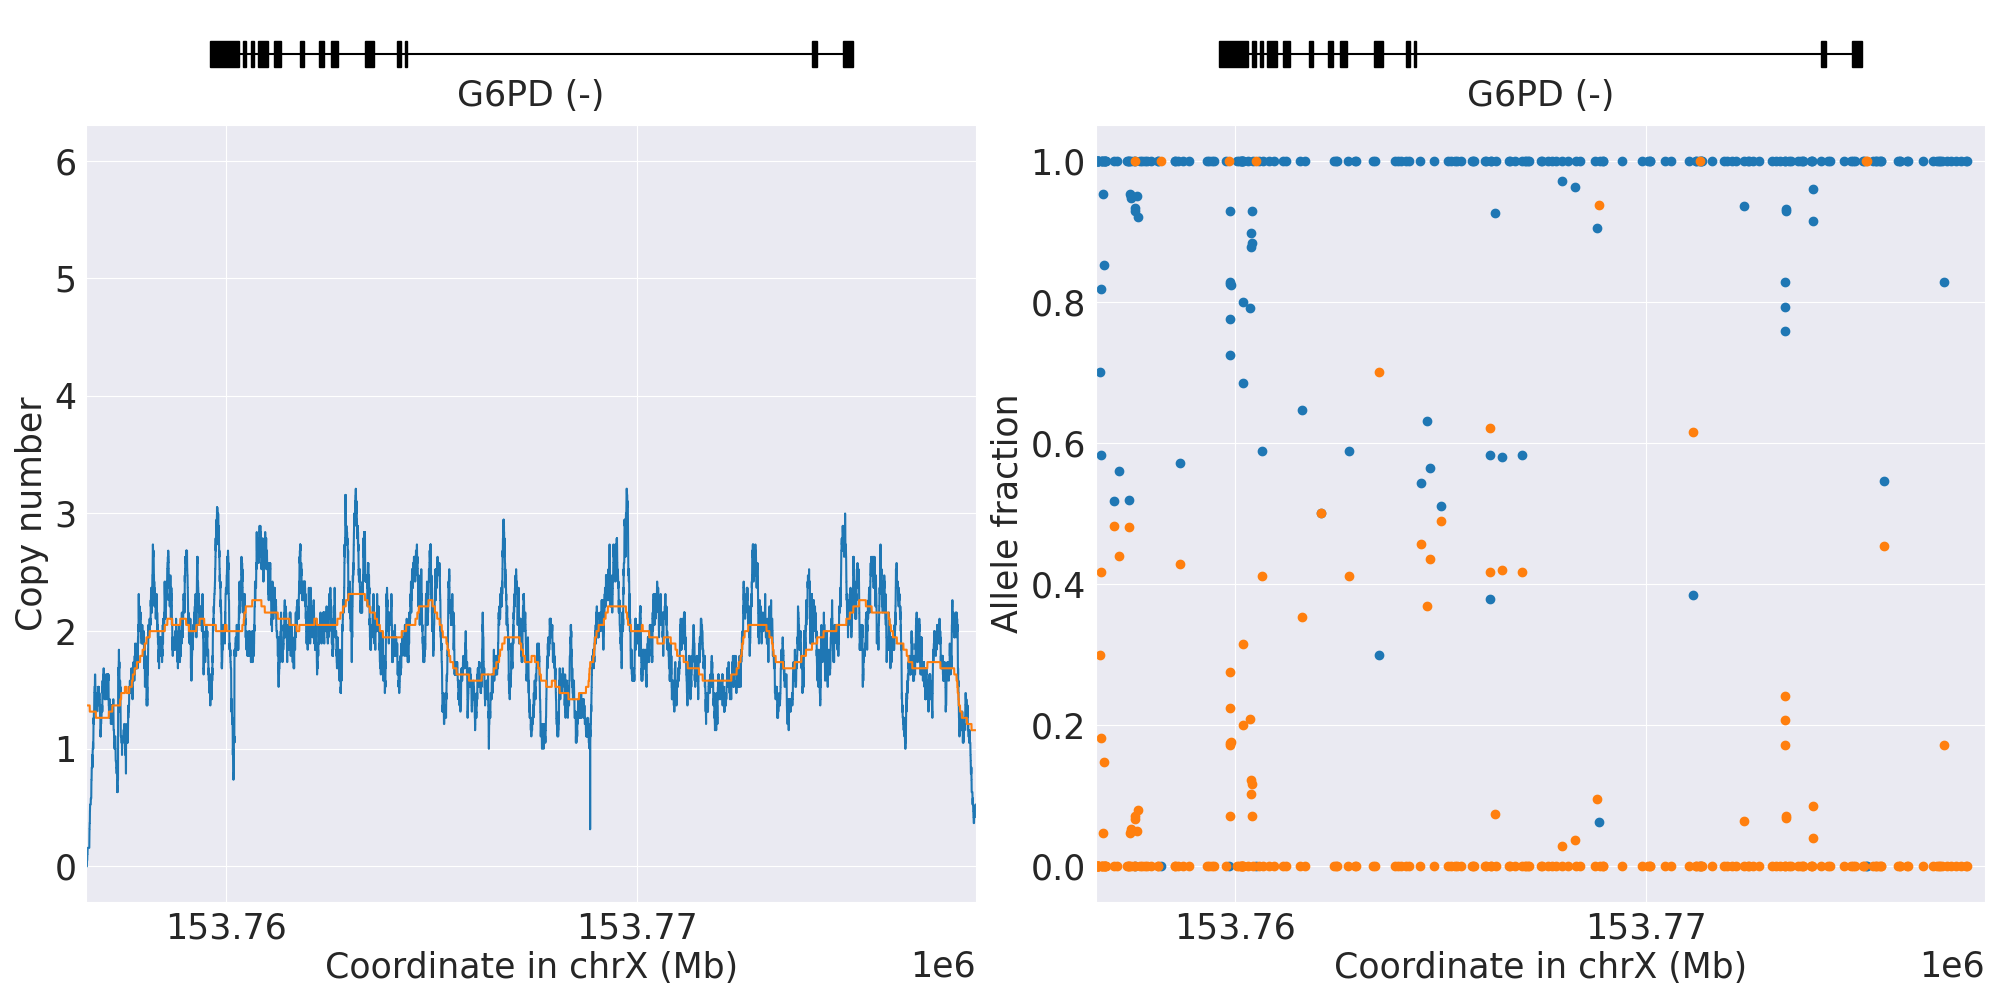 G6PD (-)
6
5
4
3
2
1
0
Copy number
153.76
153.77
Coordinate in chrX (Mb)
1e6
G6PD (-)
1.0
0.8
0.6
0.4
0.2
0.0
Allele fraction
153.76
153.77
Coordinate in chrX (Mb)
1e6